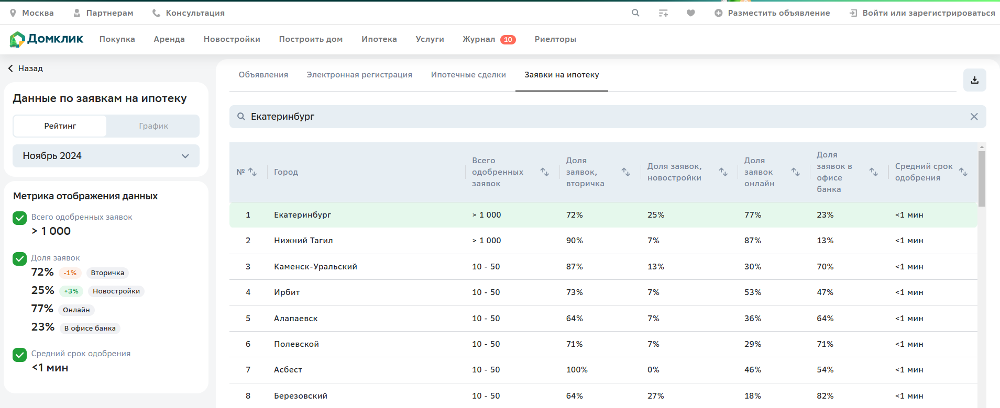 Москва Партнерам Консультация Разместить объявление Войти или зарегистрироваться
Домклик Покупка Аренда Новостройки Построить дом Ипотека Услуги Журнал 10 Риелторы
Назад
Данные по заявкам на ипотеку
Рейтинг График
Ноябрь 2024
Метрика отображения данных
Всего одобренных заявок
> 1 000
Доля заявок
72% -1% Вторичка
25% +3% Новостройки
77% Онлайн
23% В офисе банка
Средний срок одобрения
<1 мин
Объявления Электронная регистрация Ипотечные сделки Заявки на ипотеку
Екатеринбург
№ Город
Всего
одобренных
заявок
Доля
заявок,
вторичка
Доля заявок,
новостройки
Доля
заявок
онлайн
Доля
заявок в
офисе
банка
Средний срок
одобрения
1 Екатеринбург > 1 000 72% 25% 77% 23% <1 мин
2 Нижний Тагил > 1 000 90% 7% 87% 13% <1 мин
3 Каменск-Уральский 10 - 50 87% 13% 30% 70% <1 мин
4 Ирбит 10 - 50 73% 7% 53% 47% <1 мин
5 Алапаевск 10 - 50 64% 7% 36% 64% <1 мин
6 Полевской 10 - 50 71% 7% 29% 71% <1 мин
7 Асбест 10 - 50 100% 0% 46% 54% <1 мин
8 Березовский 10 - 50 64% 27% 18% 82% <1 мин